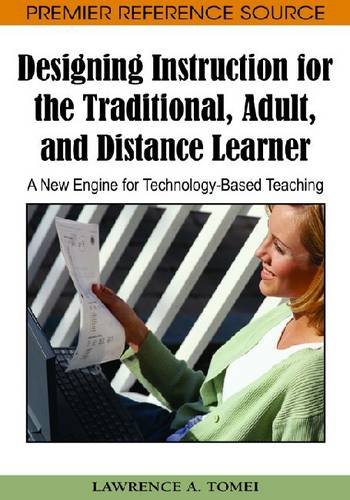 PREMIER REFERENCE SOURCE
Designing Instruction for
the Traditional, Adult,
and Distance Learner
A New Engine for Technology-Based Teaching
LAWRENCE A. TOMEI